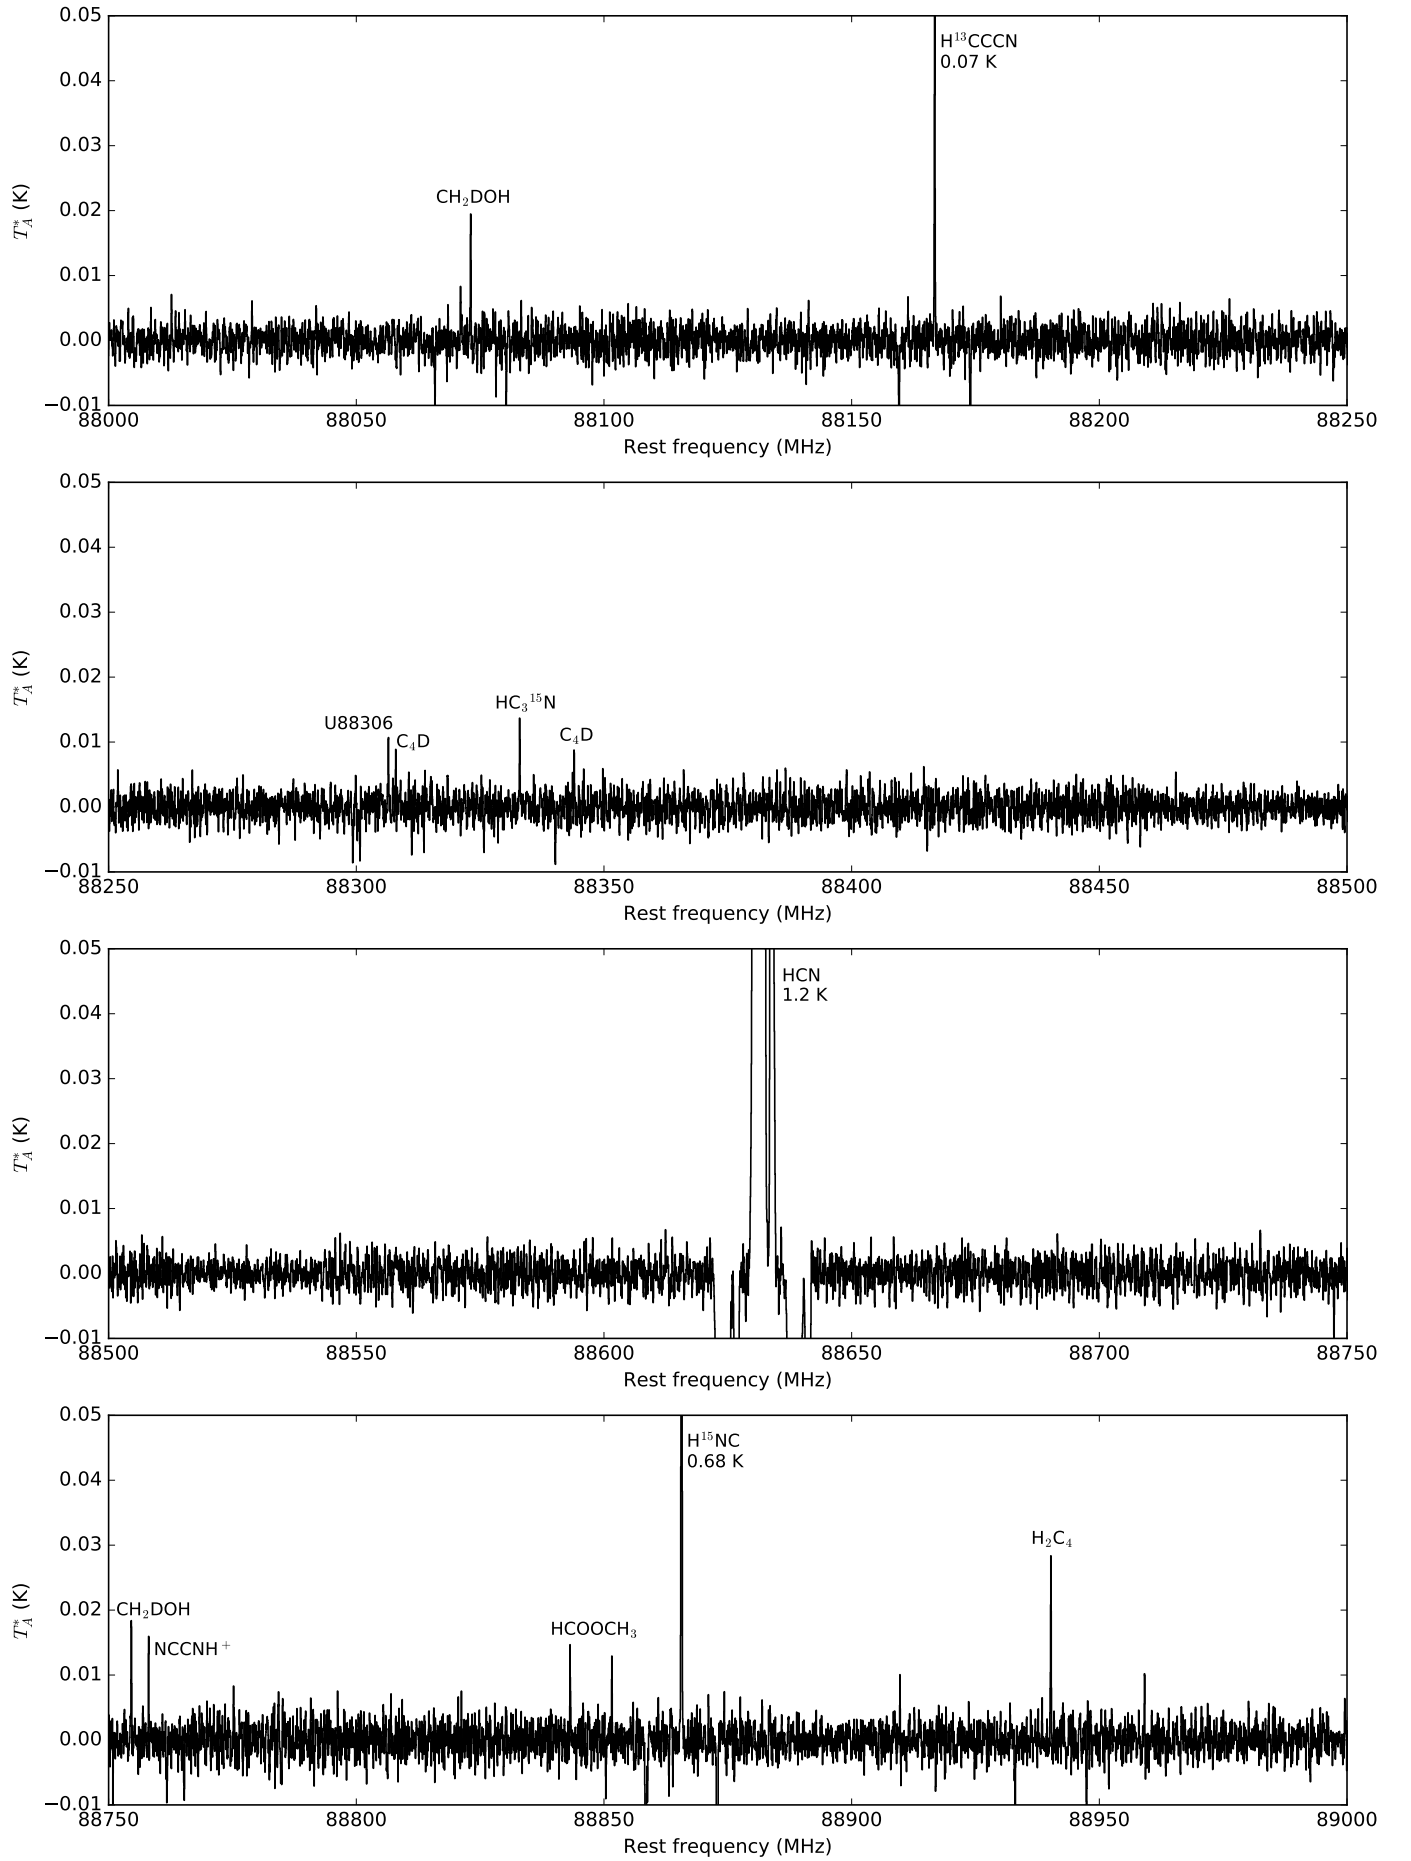 0.05
H¹³CCCN
0.07 K
0.04
0.03
CH₂DOH
0.02
T*A (K)
0.01
0.00
−0.01
88000 88050 88100 88150 88200 88250
Rest frequency (MHz)
0.05
0.04
0.03
0.02
T*A (K)
HC₃¹⁵N
U88306
C₄D
C₄D
0.01
0.00
−0.01
88250 88300 88350 88400 88450 88500
Rest frequency (MHz)
0.05
HCN
1.2 K
0.04
0.03
0.02
T*A (K)
0.01
0.00
−0.01
88500 88550 88600 88650 88700 88750
Rest frequency (MHz)
0.05
H¹⁵NC
0.68 K
0.04
0.03
H₂C₄
0.02
T*A (K)
CH₂DOH
HCOOCH₃
NCCNH⁺
0.01
0.00
−0.01
88750 88800 88850 88900 88950 89000
Rest frequency (MHz)